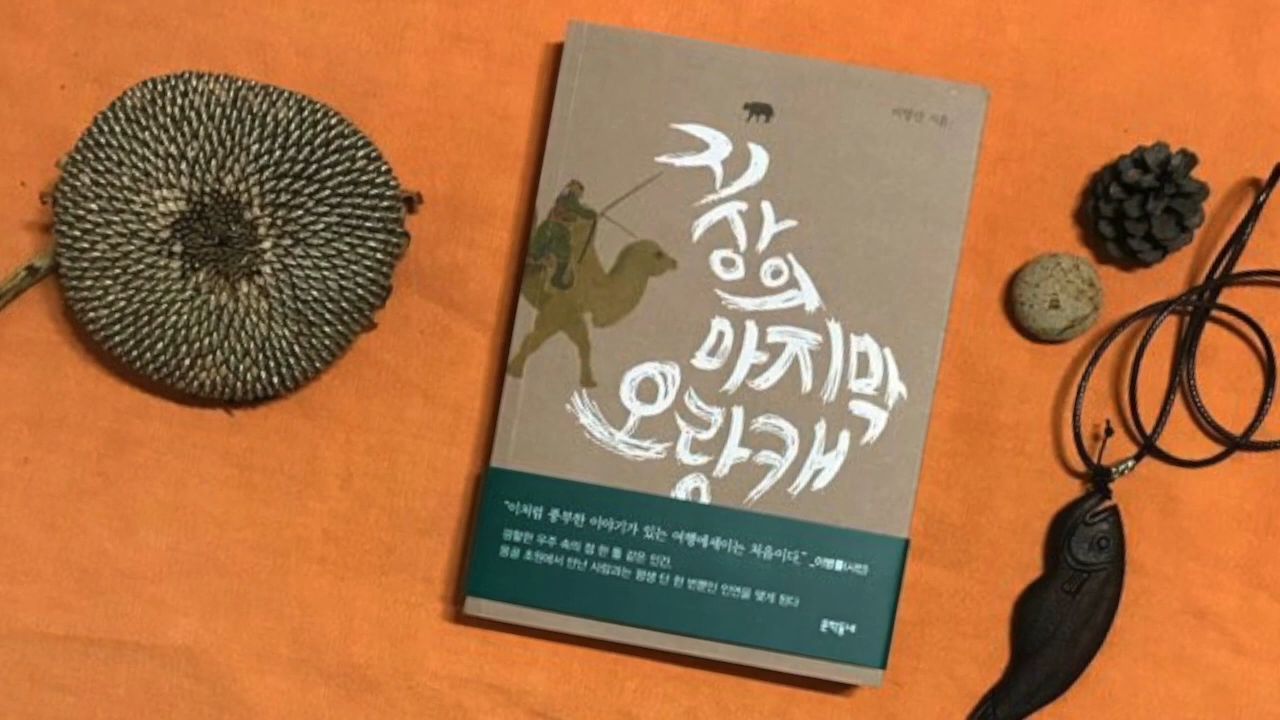 이영산 지음
지상의
마지막
오랑캐
"이처럼 풍부한 이야기가 있는 여행에세이는 처음이다." _이병률(시인)
광활한 우주 속의 점 한 톨 같은 인간.
몽골 초원에서 만난 사람과는 평생 단 한 번뿐인 인연을 맺게 된다
문학동네